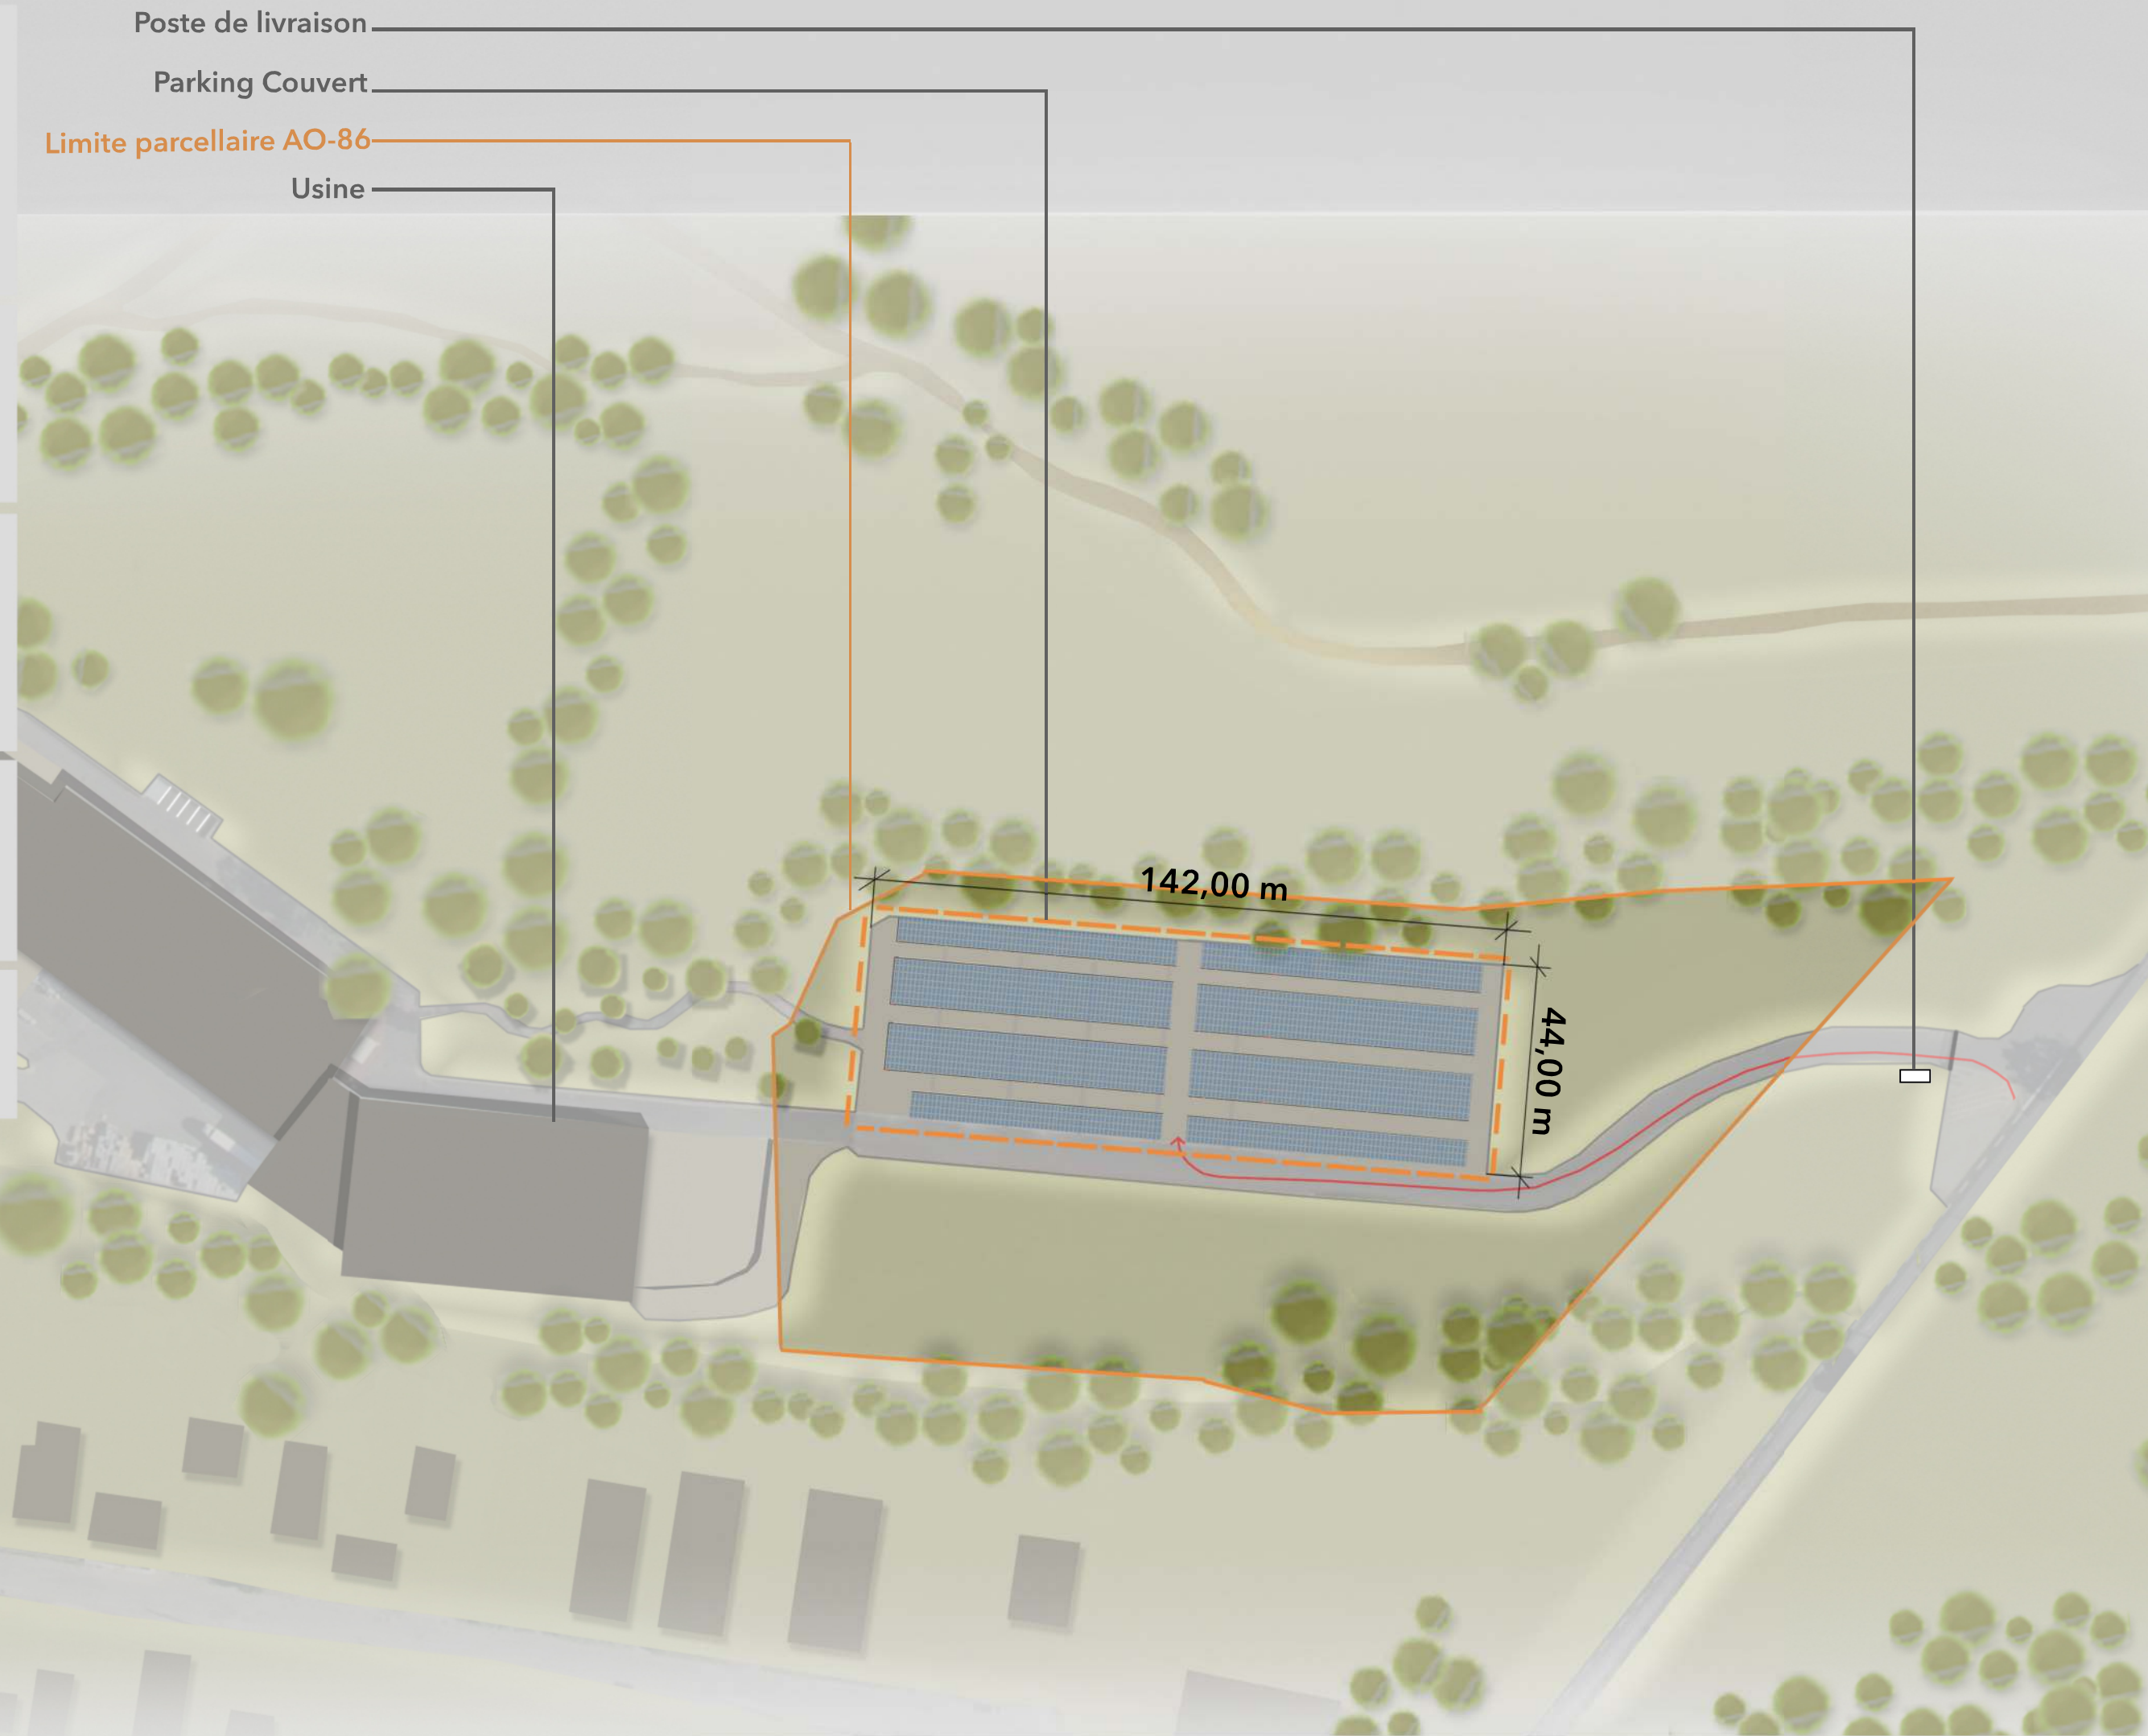 Poste de livraison
Parking Couvert
Limite parcellaire AO-86
Usine
142,00 m
44,00 m